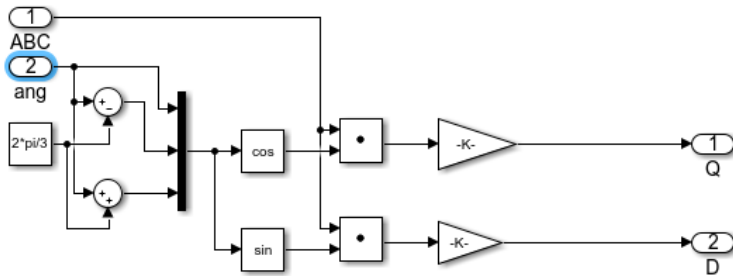 1
ABC
2
ang
+
−
2*pi/3
+
+
cos
sin
-K-
-K-
1
Q
2
D